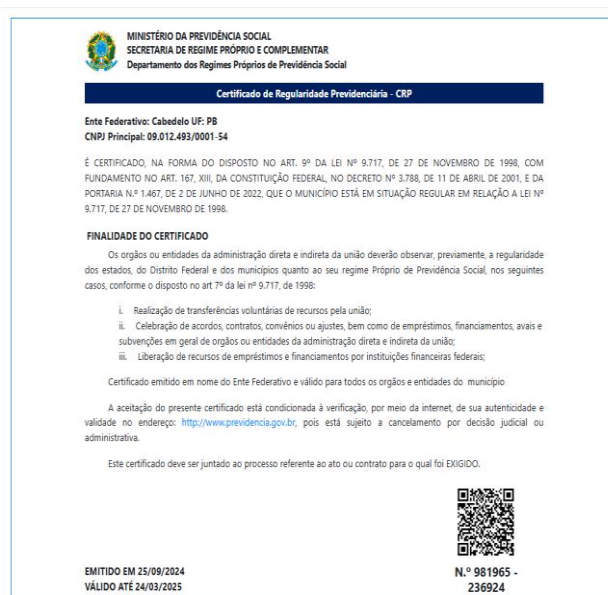 MINISTÉRIO DA PREVIDÊNCIA SOCIAL
SECRETARIA DE REGIME PRÓPRIO E COMPLEMENTAR
Departamento dos Regimes Próprios de Previdência Social
Certificado de Regularidade Previdenciária - CRP
Ente Federativo: Cabedelo UF: PB
CNPJ Principal: 09.012.493/0001-54
É CERTIFICADO, NA FORMA DO DISPOSTO NO ART. 9º DA LEI Nº 9.717, DE 27 DE NOVEMBRO DE 1998, COM
FUNDAMENTO NO ART. 167, XIII, DA CONSTITUIÇÃO FEDERAL, NO DECRETO Nº 3.788, DE 11 DE ABRIL DE 2001, E DA
PORTARIA N.º 1.467, DE 2 DE JUNHO DE 2022, QUE O MUNICÍPIO ESTÁ EM SITUAÇÃO REGULAR EM RELAÇÃO A LEI Nº
9.717, DE 27 DE NOVEMBRO DE 1998.
FINALIDADE DO CERTIFICADO
Os orgãos ou entidades da administração direta e indireta da união deverão observar, previamente, a regularidade
dos estados, do Distrito Federal e dos municípios quanto ao seu regime Próprio de Previdência Social, nos seguintes
casos, conforme o disposto no art 7º da lei nº 9.717, de 1998:
i. Realização de transferências voluntárias de recursos pela união;
ii. Celebração de acordos, contratos, convênios ou ajustes, bem como de empréstimos, financiamentos, avais e
subvenções em geral de orgãos ou entidades da administração direta e indireta da união;
iii. Liberação de recursos de empréstimos e financiamentos por instituições financeiras federais;
Certificado emitido em nome do Ente Federativo e válido para todos os orgãos e entidades do município
A aceitação do presente certificado está condicionada à verificação, por meio da internet, de sua autenticidade e
validade no endereço: http://www.previdencia.gov.br, pois está sujeito a cancelamento por decisão judicial ou
administrativa.
Este certificado deve ser juntado ao processo referente ao ato ou contrato para o qual foi EXIGIDO.
EMITIDO EM 25/09/2024
VÁLIDO ATÉ 24/03/2025
N.º 981965 -
236924